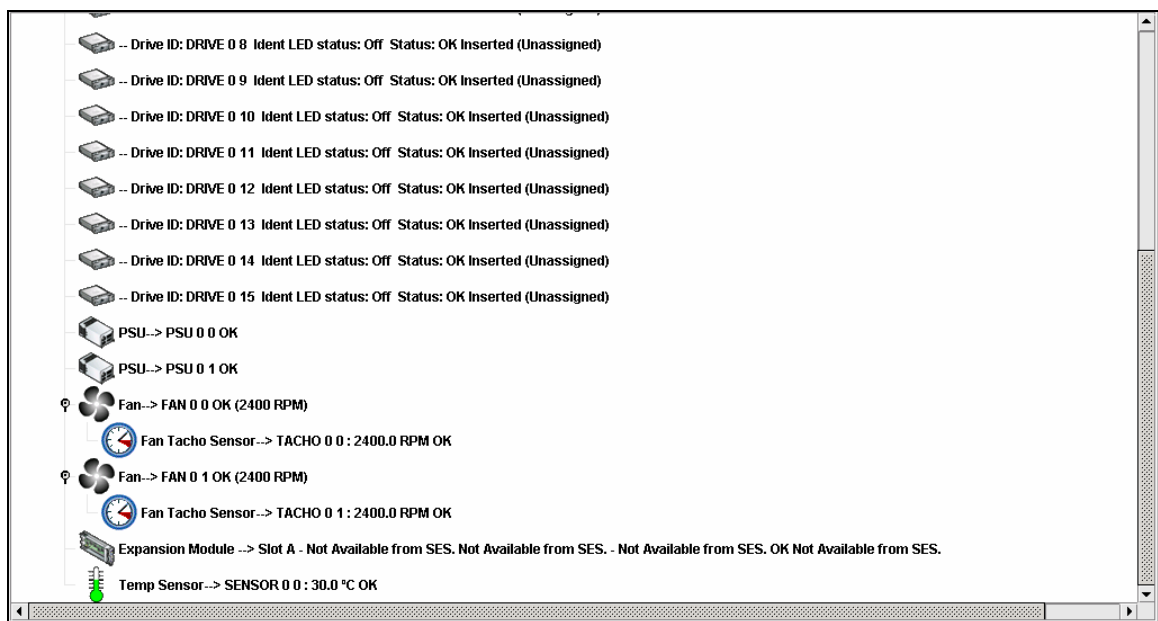 -- Drive ID: DRIVE 0 8 Ident LED status: Off Status: OK Inserted (Unassigned)
-- Drive ID: DRIVE 0 9 Ident LED status: Off Status: OK Inserted (Unassigned)
-- Drive ID: DRIVE 0 10 Ident LED status: Off Status: OK Inserted (Unassigned)
-- Drive ID: DRIVE 0 11 Ident LED status: Off Status: OK Inserted (Unassigned)
-- Drive ID: DRIVE 0 12 Ident LED status: Off Status: OK Inserted (Unassigned)
-- Drive ID: DRIVE 0 13 Ident LED status: Off Status: OK Inserted (Unassigned)
-- Drive ID: DRIVE 0 14 Ident LED status: Off Status: OK Inserted (Unassigned)
-- Drive ID: DRIVE 0 15 Ident LED status: Off Status: OK Inserted (Unassigned)
PSU--> PSU 0 0 OK
PSU--> PSU 0 1 OK
Fan--> FAN 0 0 OK (2400 RPM)
Fan Tacho Sensor--> TACHO 0 0 : 2400.0 RPM OK
Fan--> FAN 0 1 OK (2400 RPM)
Fan Tacho Sensor--> TACHO 0 1 : 2400.0 RPM OK
Expansion Module --> Slot A - Not Available from SES. Not Available from SES. - Not Available from SES. OK Not Available from SES.
Temp Sensor--> SENSOR 0 0 : 30.0 °C OK